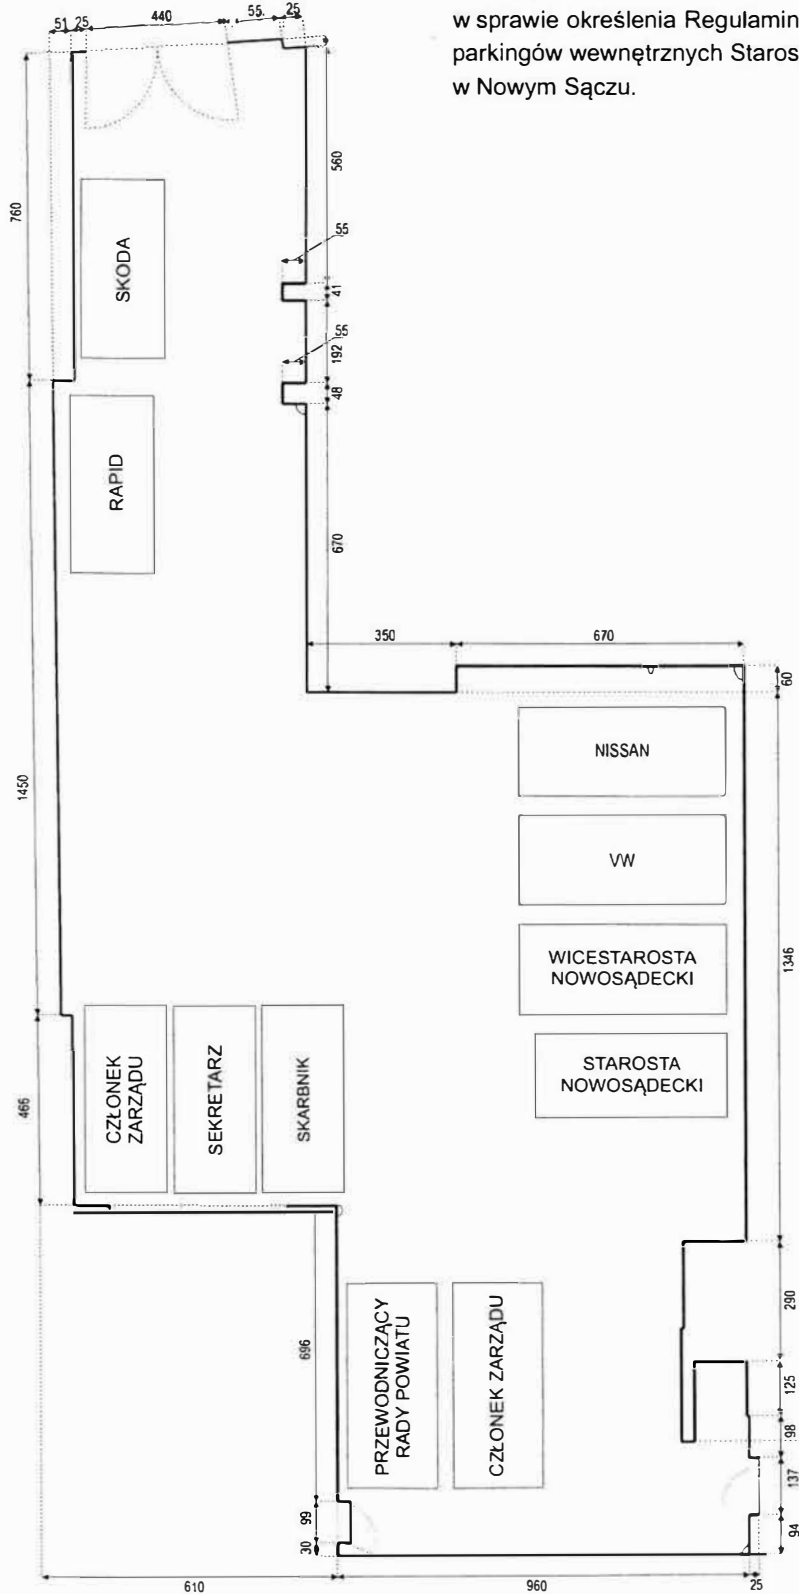 w sprawie określenia Regulamin
parkingów wewnętrznych Staros
w Nowym Sączu.
51
25
440
55.
25
760
560
SKODA
55
41
55
192
48
RAPID
670
350
670
60
1450
NISSAN
VW
1346
WICESTAROSTA
NOWOSĄDECKI
STAROSTA
NOWOSĄDECKI
466
CZŁONEK
ZARZĄDU
SEKRETARZ
SKARBNIK
290
696
PRZEWODNICZĄCY
RADY POWIATU
CZŁONEK ZARZĄDU
125
98
137
99
30
94
610
960
25